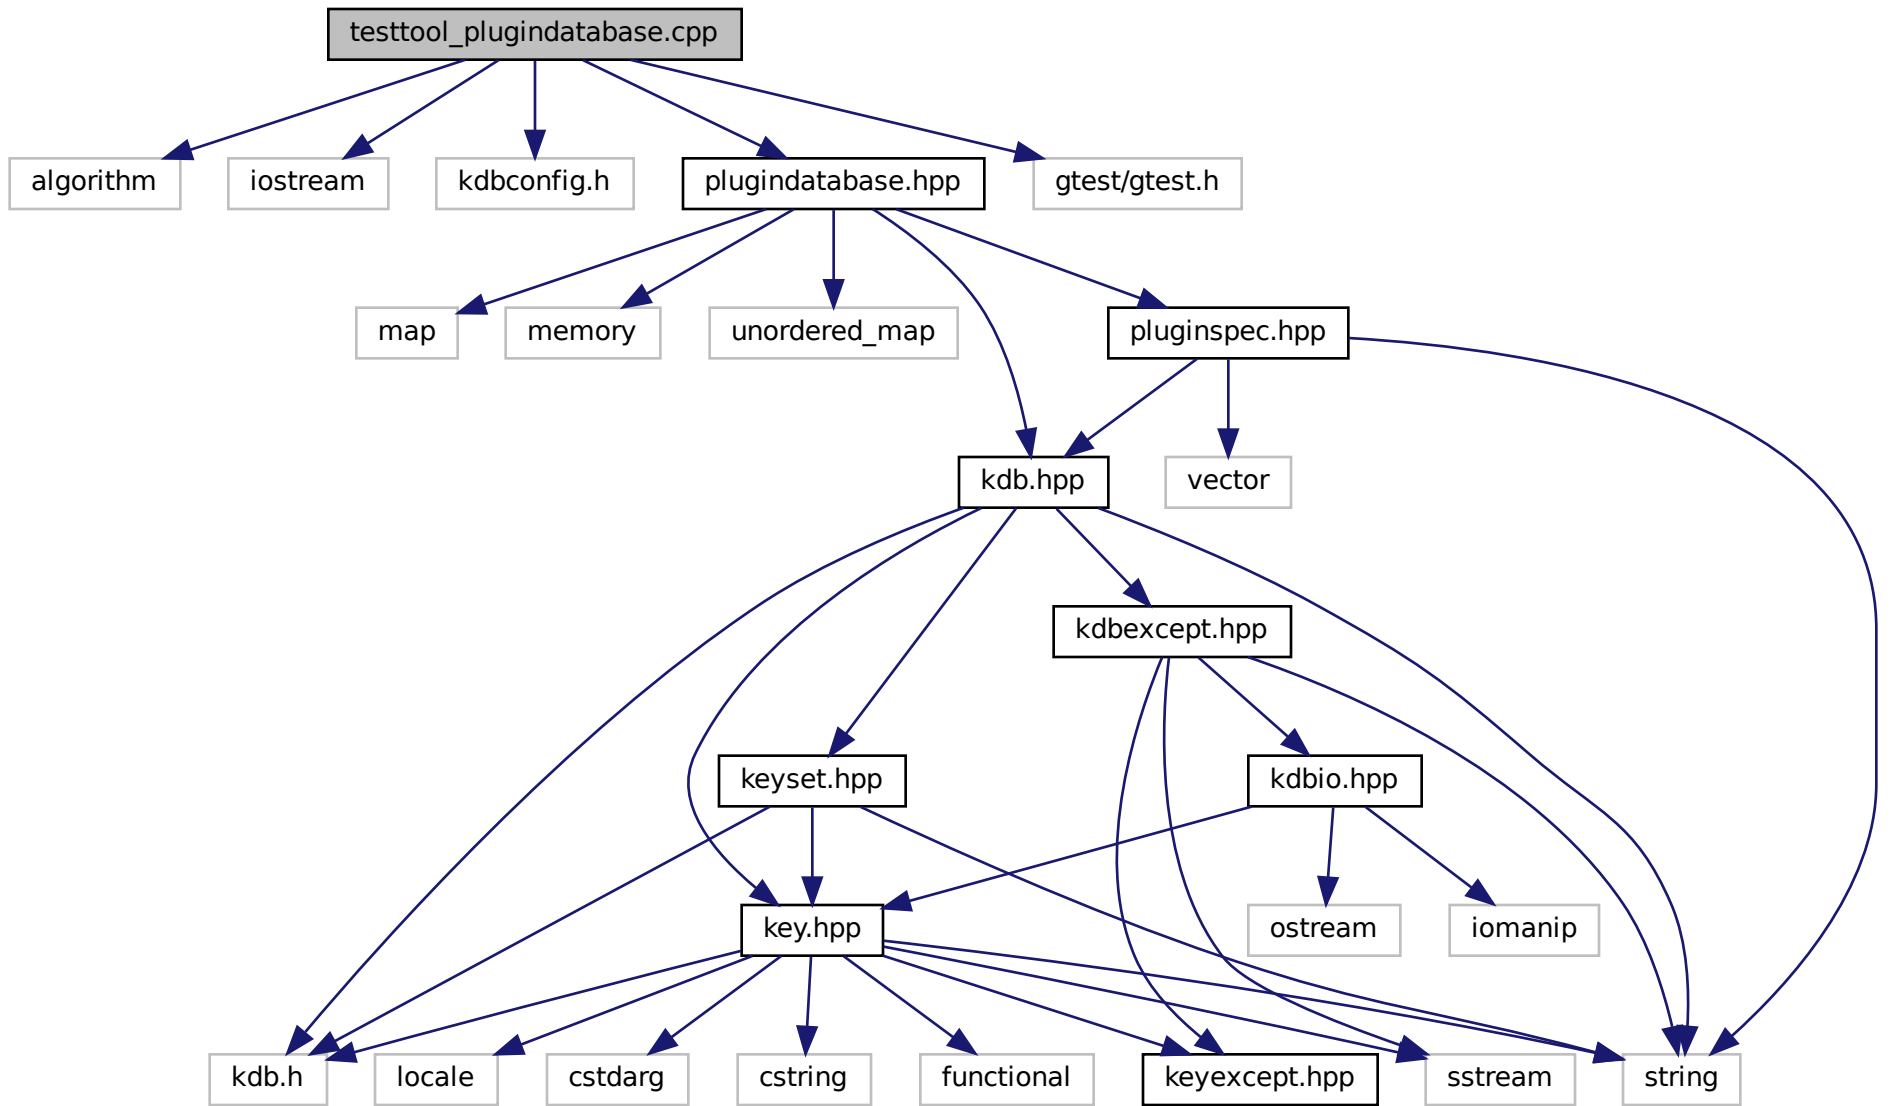 testtool_plugindatabase.cpp
algorithm
iostream
kdbconfig.h
plugindatabase.hpp
gtest/gtest.h
map
memory
unordered_map
pluginspec.hpp
kdb.hpp
vector
kdbexcept.hpp
keyset.hpp
kdbio.hpp
key.hpp
ostream
iomanip
kdb.h
locale
cstdarg
cstring
functional
keyexcept.hpp
sstream
string